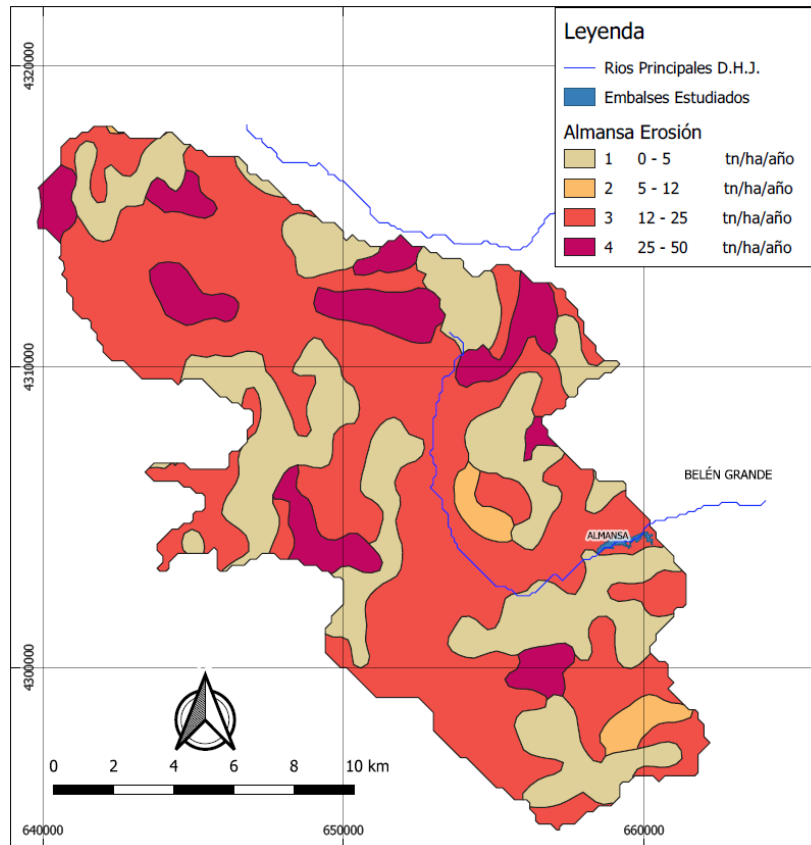 Leyenda
Rios Principales D.H.J.
Embalses Estudiados
Almansa Erosión
1 0 - 5 tn/ha/año
2 5 - 12 tn/ha/año
3 12 - 25 tn/ha/año
4 25 - 50 tn/ha/año
4320000
4310000
BELÉN GRANDE
ALMANSA
4300000
0 2 4 6 8 10 km
640000 650000 660000